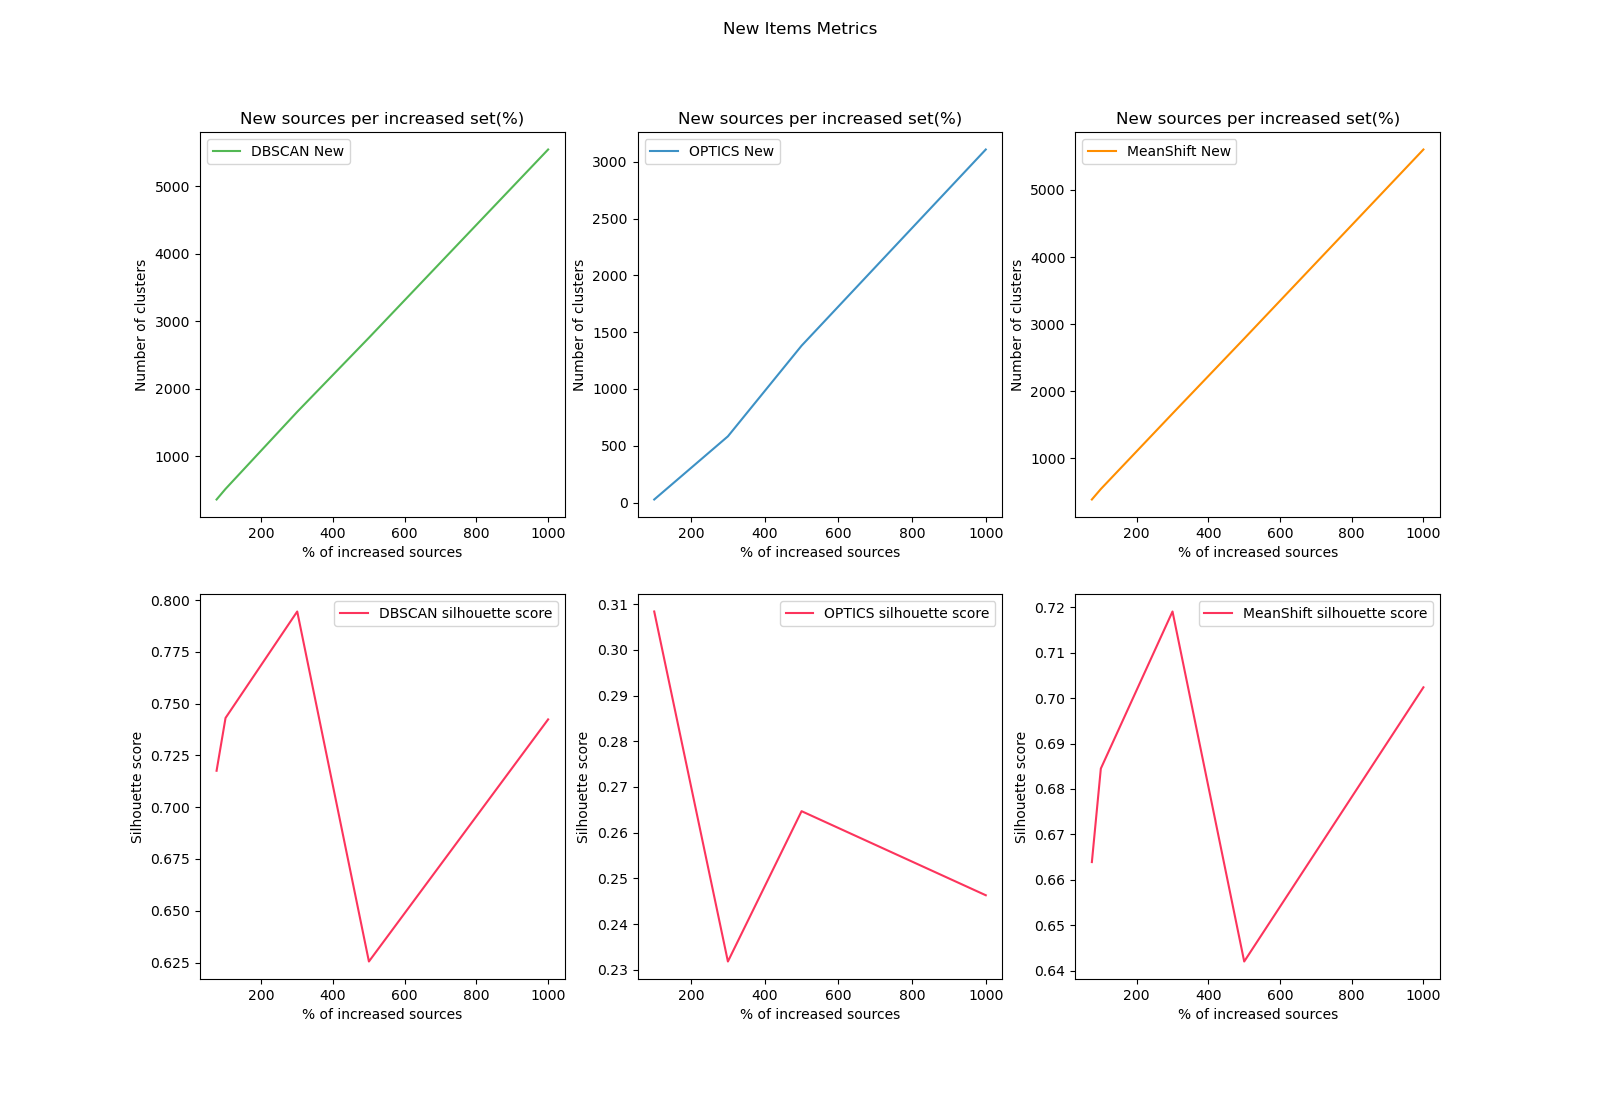 New Items Metrics
New sources per increased set(%)
DBSCAN New
Number of clusters
5000
4000
3000
2000
1000
200 400 600 800 1000
% of increased sources
New sources per increased set(%)
OPTICS New
Number of clusters
3000
2500
2000
1500
1000
500
0
200 400 600 800 1000
% of increased sources
New sources per increased set(%)
MeanShift New
Number of clusters
5000
4000
3000
2000
1000
200 400 600 800 1000
% of increased sources
DBSCAN silhouette score
Silhouette score
0.800
0.775
0.750
0.725
0.700
0.675
0.650
0.625
200 400 600 800 1000
% of increased sources
OPTICS silhouette score
Silhouette score
0.31
0.30
0.29
0.28
0.27
0.26
0.25
0.24
0.23
200 400 600 800 1000
% of increased sources
MeanShift silhouette score
Silhouette score
0.72
0.71
0.70
0.69
0.68
0.67
0.66
0.65
0.64
200 400 600 800 1000
% of increased sources